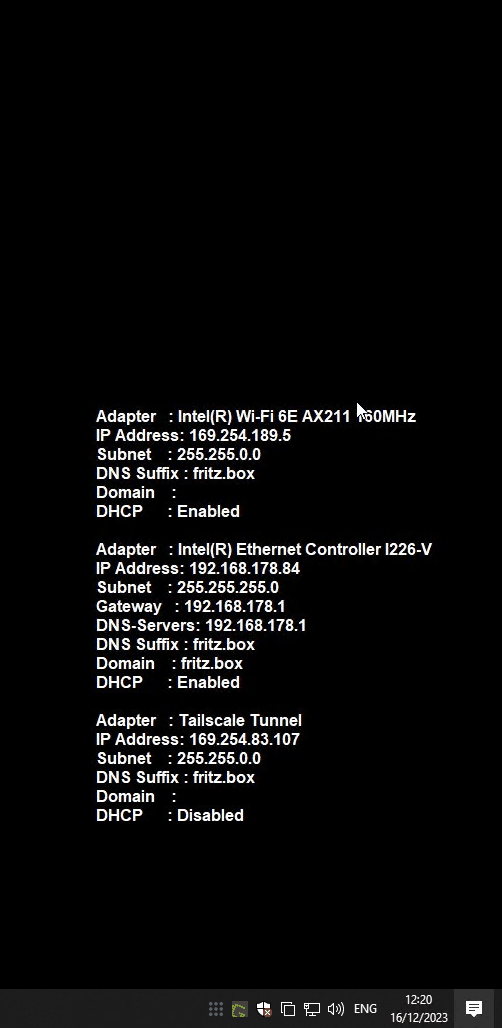 Adapter : Intel(R) Wi-Fi 6E AX211 160MHz
IP Address: 169.254.189.5
Subnet : 255.255.0.0
DNS Suffix : fritz.box
Domain :
DHCP : Enabled
Adapter : Intel(R) Ethernet Controller I226-V
IP Address: 192.168.178.84
Subnet : 255.255.255.0
Gateway : 192.168.178.1
DNS-Servers: 192.168.178.1
DNS Suffix : fritz.box
Domain : fritz.box
DHCP : Enabled
Adapter : Tailscale Tunnel
IP Address: 169.254.83.107
Subnet : 255.255.0.0
DNS Suffix : fritz.box
Domain :
DHCP : Disabled
ENG
12:20
16/12/2023